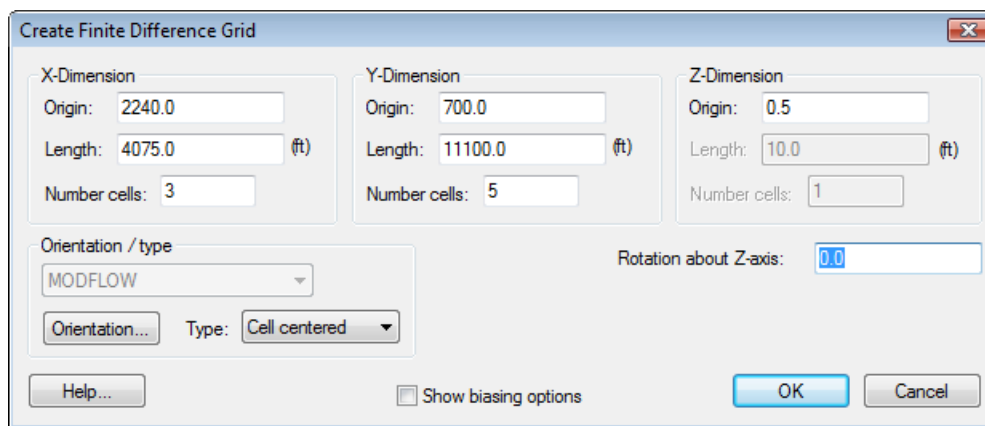 Create Finite Difference Grid
X-Dimension
Origin: 2240.0
Length: 4075.0 (ft)
Number cells: 3
Y-Dimension
Origin: 700.0
Length: 11100.0 (ft)
Number cells: 5
Z-Dimension
Origin: 0.5
Length: 10.0 (ft)
Number cells: 1
Orientation / type
MODFLOW
Orientation... Type: Cell centered
Rotation about Z-axis: 0.0
Help... Show biasing options OK Cancel